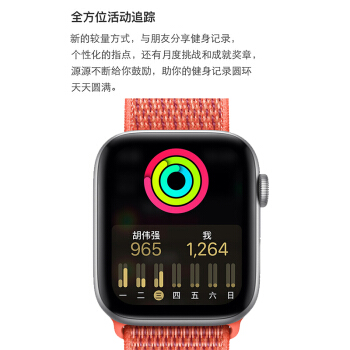 全方位活动追踪
新的较量方式，与朋友分享健身记录，
个性化的指点，还有月度挑战和成就奖章，
源源不断给你鼓励，助你的健身记录圆环
天天圆满。
胡伟强 我
965 1,264
一 二 三 四 五 六 日